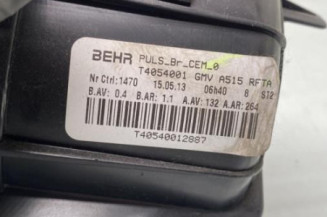 BEHR PULS_Br_CEM_0
T4054001 GMV A515 RFTA
Nr Ctrl:1470 15.05.13 06h40 8 S12
B.AV: 0.4 B.AR: 1.1 A.AV: 132 A.AR: 264
T40540012887